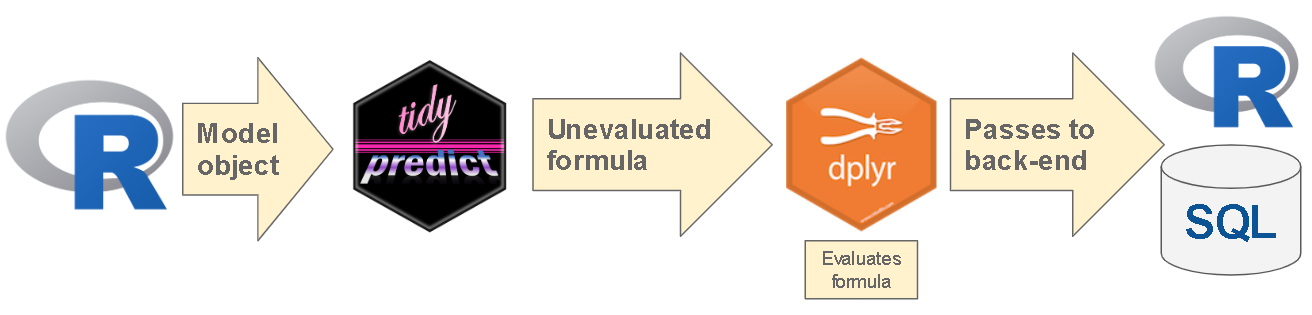 R
Model
object
tidy
predict
Unevaluated
formula
dplyr
Evaluates
formula
Passes to
back-end
R
SQL